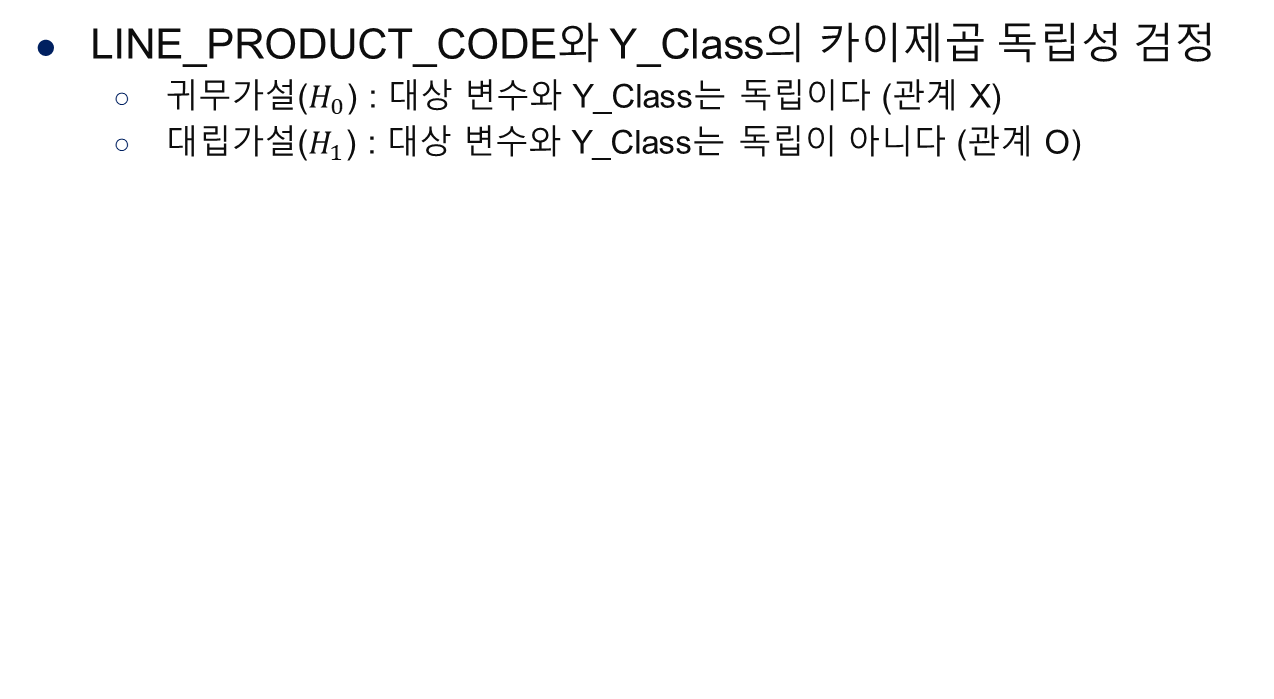 ● LINE_PRODUCT_CODE와 Y_Class의 카이제곱 독립성 검정
○ 귀무가설(𝐻₀) : 대상 변수와 Y_Class는 독립이다 (관계 X)
○ 대립가설(𝐻₁) : 대상 변수와 Y_Class는 독립이 아니다 (관계 O)